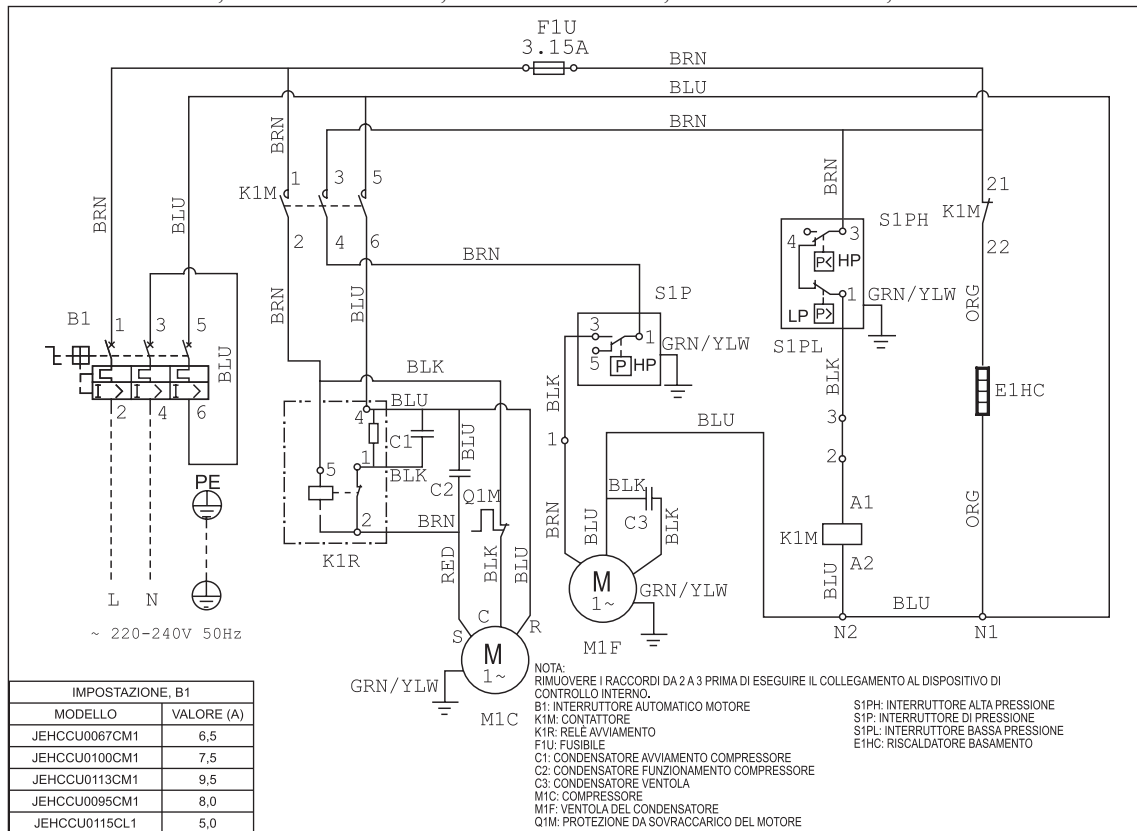 F1U
3.15A
BRN
BLU
BRN
BRN
BRN
BLU
BRN
1 3 5
K1M
2 4 6
BRN
BRN
BLU
21
K1M
22
S1PH
4 3
P< HP
1
LP P>
S1PL
GRN/YLW
ORG
B1
1 3 5
I > I > I >
2 4 6
BLU
S1P
3
1
5
P HP
GRN/YLW
BLK
BLK
E1HC
BLK
BLU
BLU
4
C1
BLU
1
BLK
5
C2
2
BRN
K1R
Q1M
1
BLK
C3
BRN
BLU
BLK
3
2
A1
K1M
A2
BLU
ORG
PE
RED
BLK
BLU
M
1~
GRN/YLW
M1F
BLU
N2 N1
L N
~ 220-240V 50Hz
S C R
M
1~
GRN/YLW
M1C
IMPOSTAZIONE, B1
MODELLO VALORE (A)
JEHCCU0067CM1 6,5
JEHCCU0100CM1 7,5
JEHCCU0113CM1 9,5
JEHCCU0095CM1 8,0
JEHCCU0115CL1 5,0
NOTA:
RIMUOVERE I RACCORDI DA 2 A 3 PRIMA DI ESEGUIRE IL COLLEGAMENTO AL DISPOSITIVO DI
CONTROLLO INTERNO.
B1: INTERRUTTORE AUTOMATICO MOTORE
K1M: CONTATTORE
K1R: RELÈ AVVIAMENTO
F1U: FUSIBILE
C1: CONDENSATORE AVVIAMENTO COMPRESSORE
C2: CONDENSATORE FUNZIONAMENTO COMPRESSORE
C3: CONDENSATORE VENTOLA
M1C: COMPRESSORE
M1F: VENTOLA DEL CONDENSATORE
Q1M: PROTEZIONE DA SOVRACCARICO DEL MOTORE
S1PH: INTERRUTTORE ALTA PRESSIONE
S1P: INTERRUTTORE DI PRESSIONE
S1PL: INTERRUTTORE BASSA PRESSIONE
E1HC: RISCALDATORE BASAMENTO